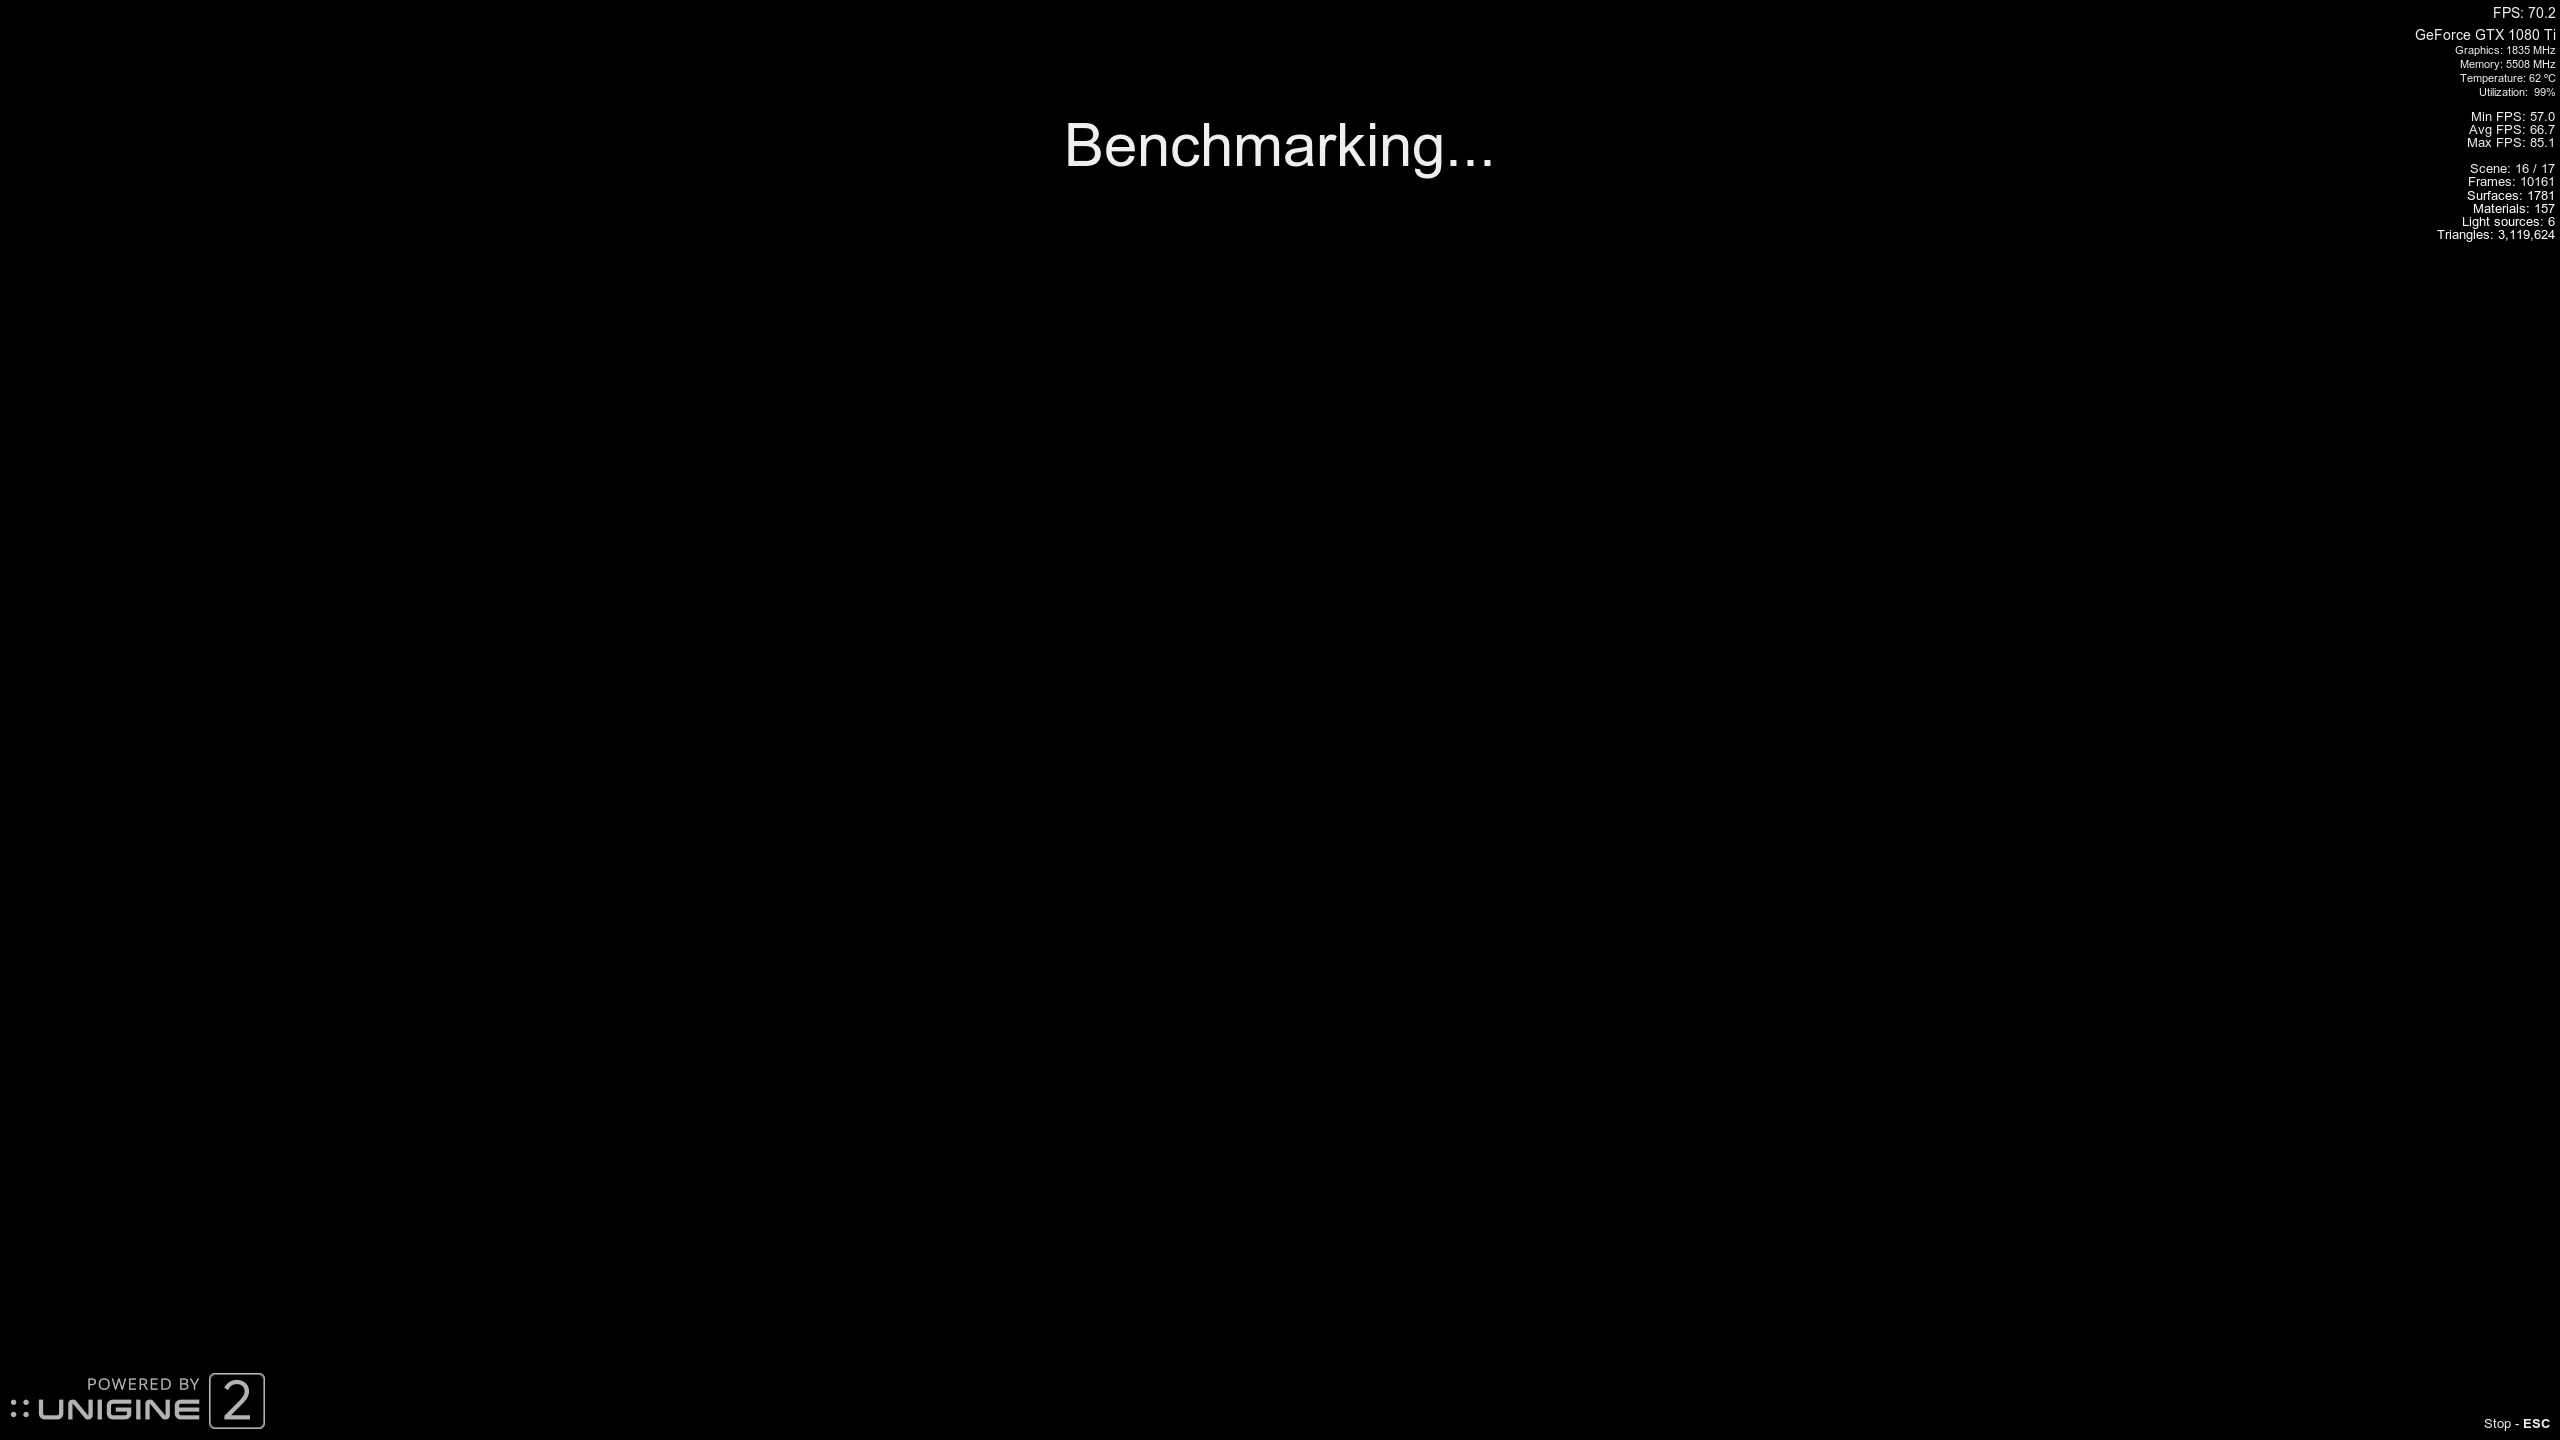 FPS: 70.2
GeForce GTX 1080 Ti
Graphics: 1835 MHz
Memory: 5508 MHz
Temperature: 62 ºC
Utilization: 99%
Benchmarking...
Min FPS: 57.0
Avg FPS: 66.7
Max FPS: 85.1
Scene: 16 / 17
Frames: 10161
Surfaces: 1781
Materials: 157
Light sources: 6
Triangles: 3,119,624
POWERED BY
UNIGINE 2
Stop - ESC